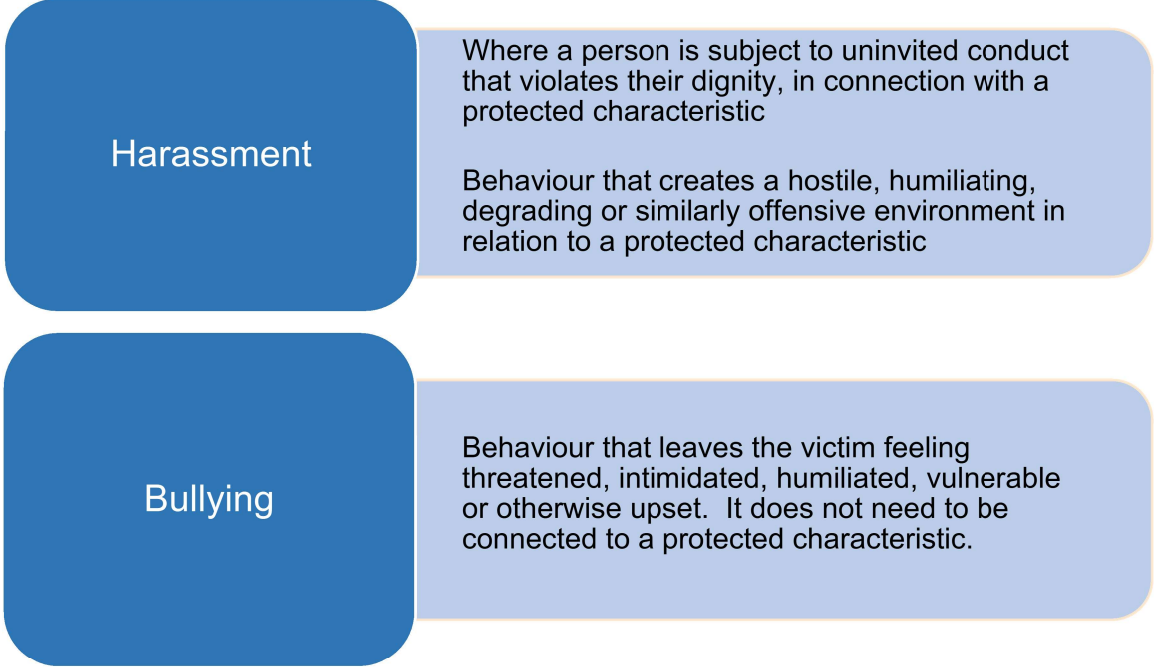 Harassment
Where a person is subject to uninvited conduct
that violates their dignity, in connection with a
protected characteristic
Behaviour that creates a hostile, humiliating,
degrading or similarly offensive environment in
relation to a protected characteristic
Bullying
Behaviour that leaves the victim feeling
threatened, intimidated, humiliated, vulnerable
or otherwise upset.  It does not need to be
connected to a protected characteristic.